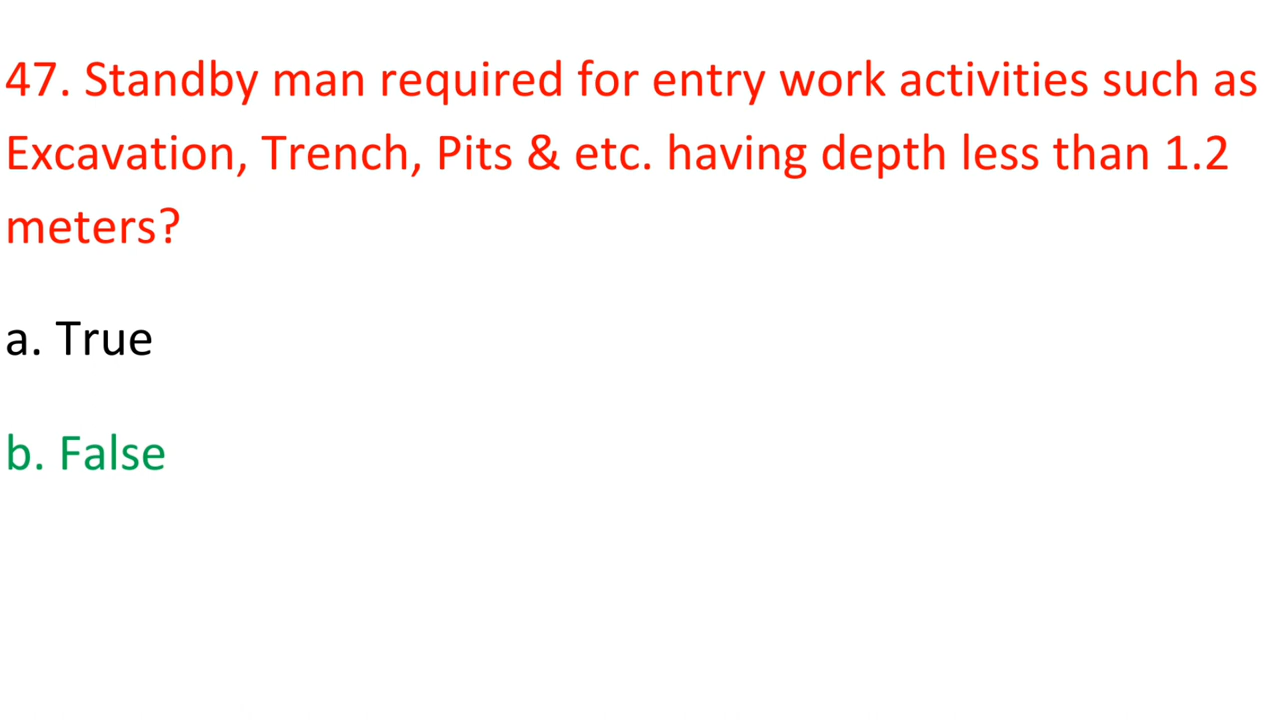 47. Standby man required for entry work activities such as
Excavation, Trench, Pits & etc. having depth less than 1.2
meters?
a. True
b. False